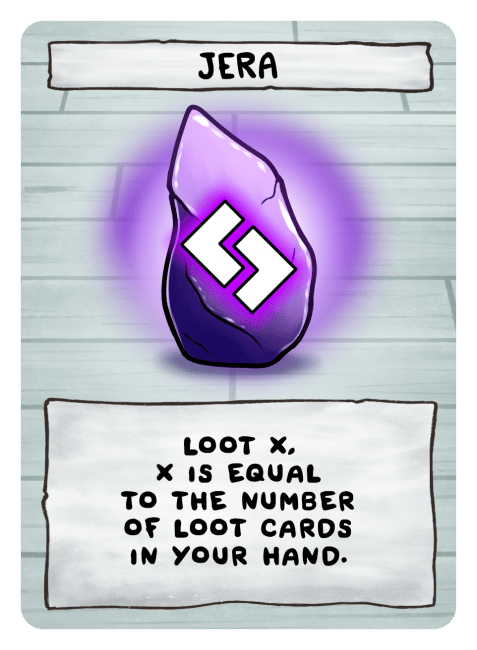 JERA
LOOT X,
X IS EQUAL
TO THE NUMBER
OF LOOT CARDS
IN YOUR HAND.